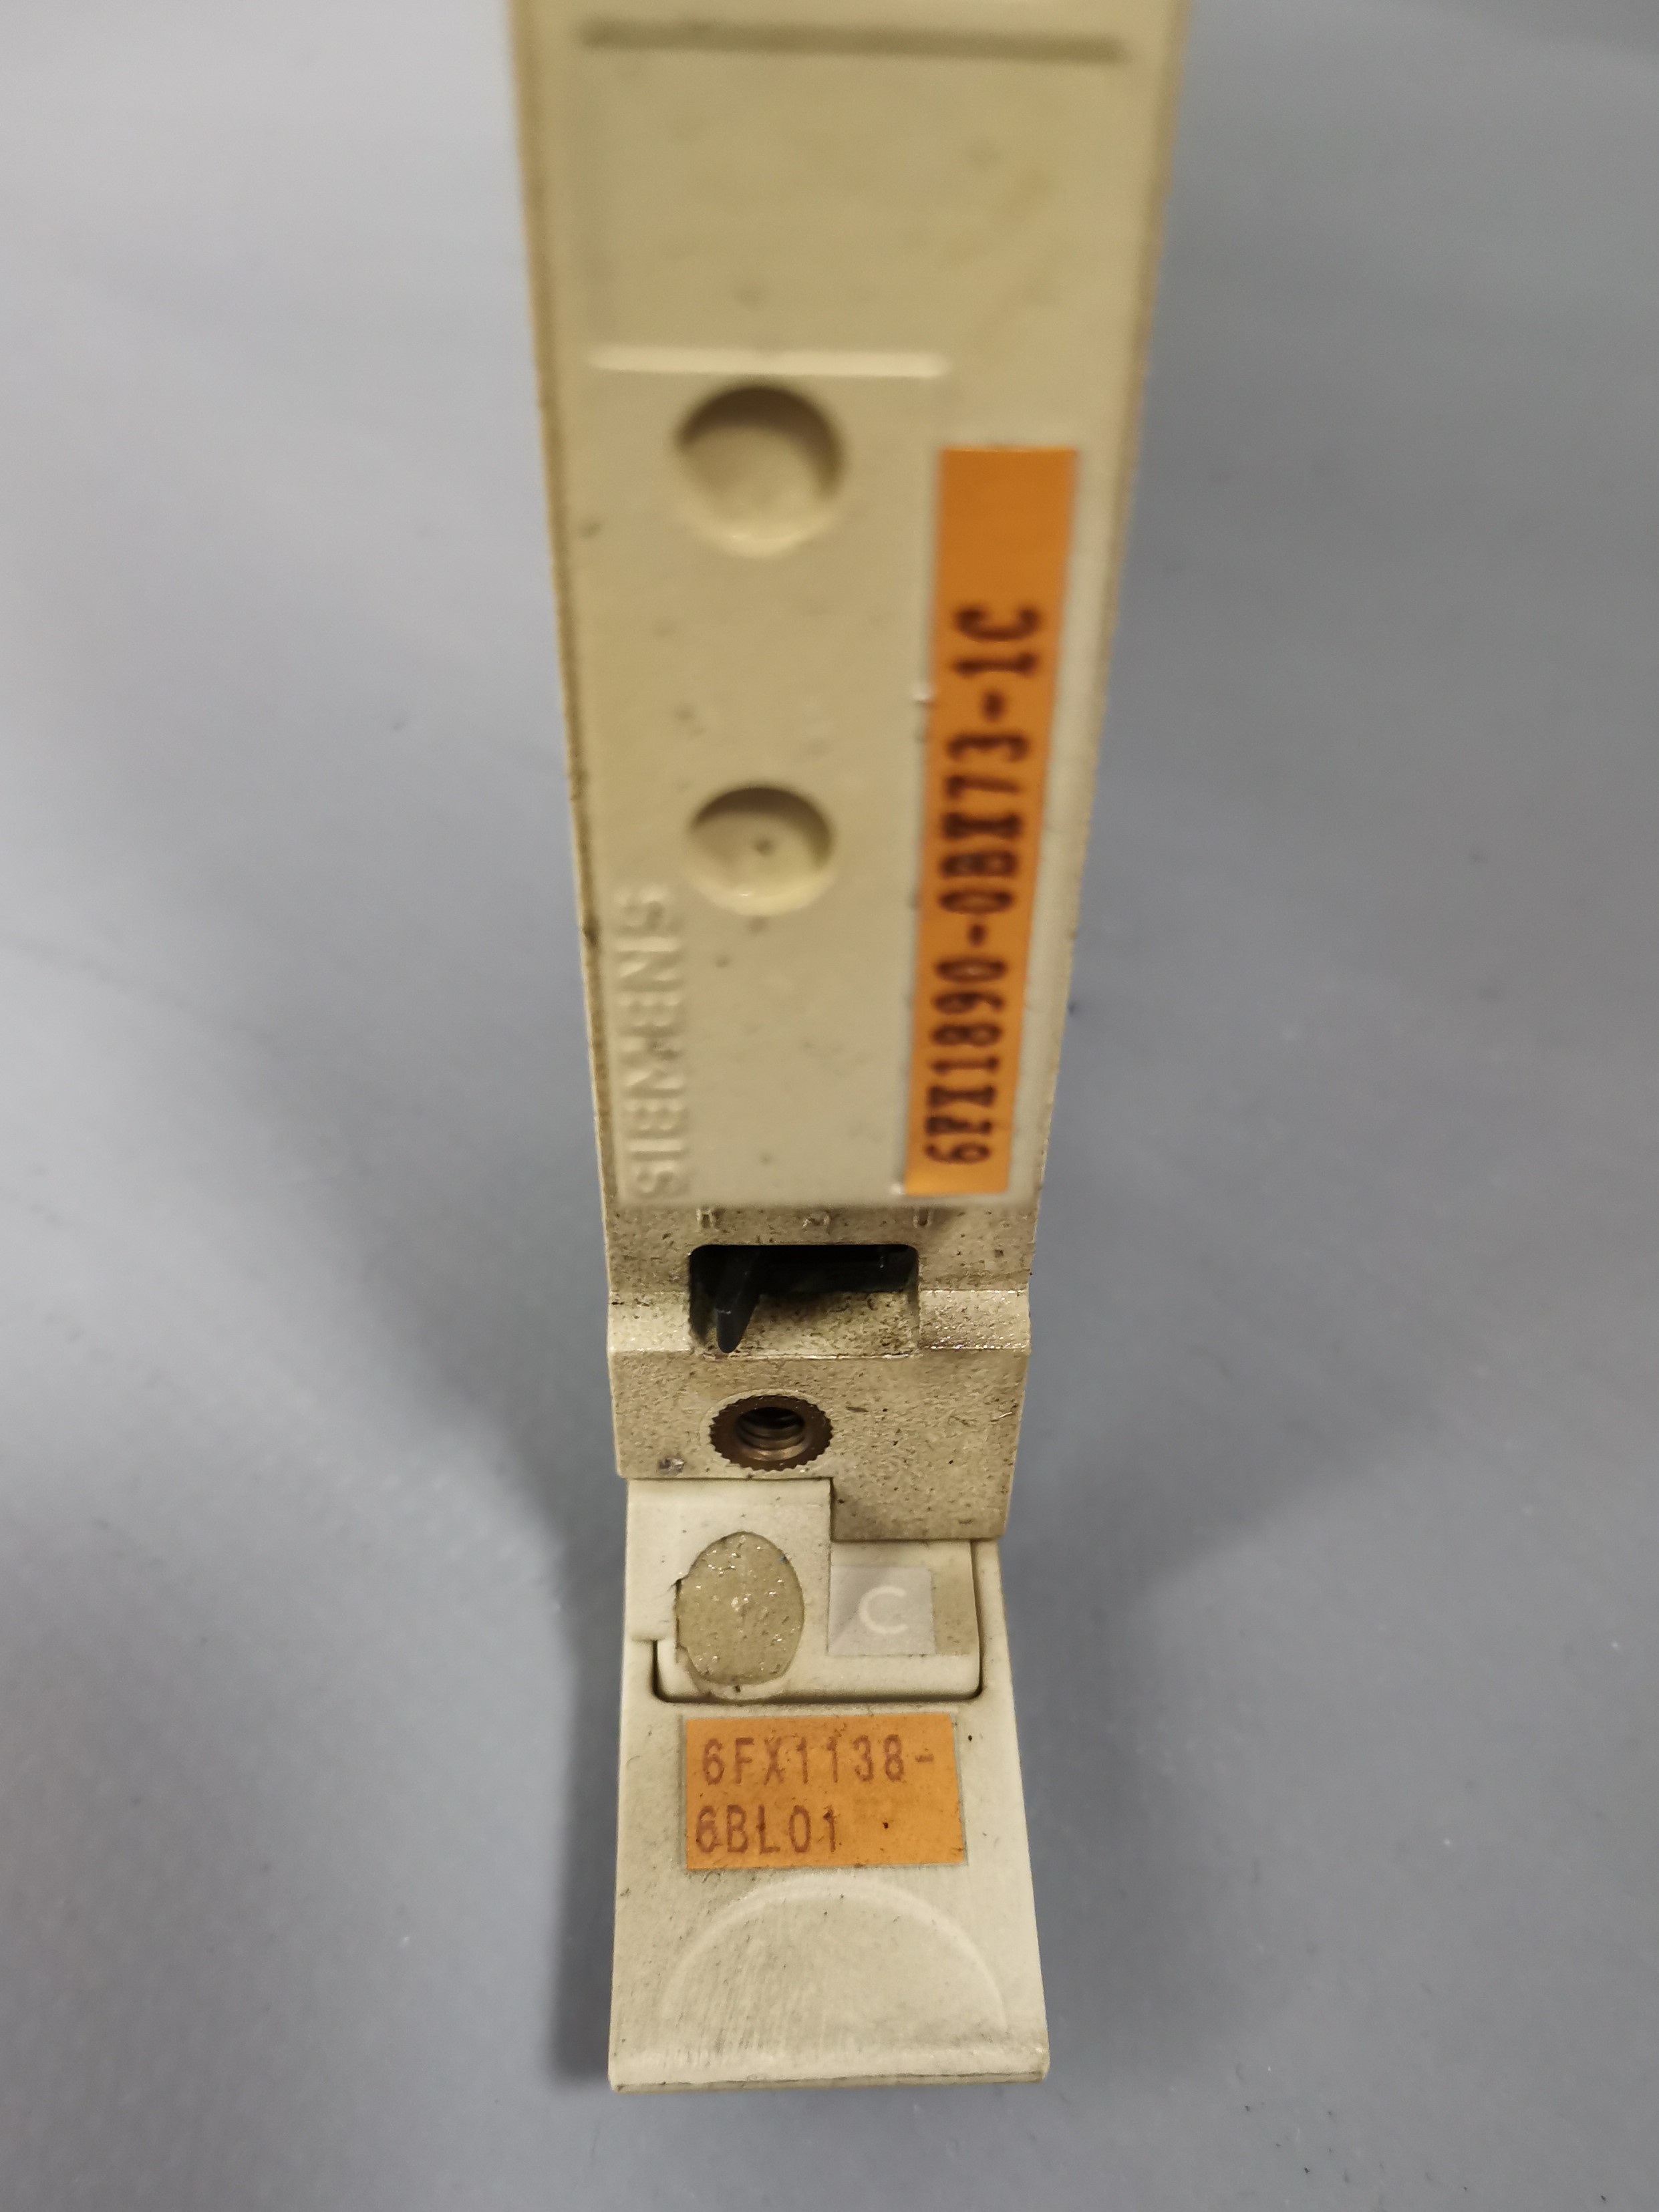 6FX1890-0BX73-1C
SIEMENS
C
6FX1138-
6BL01